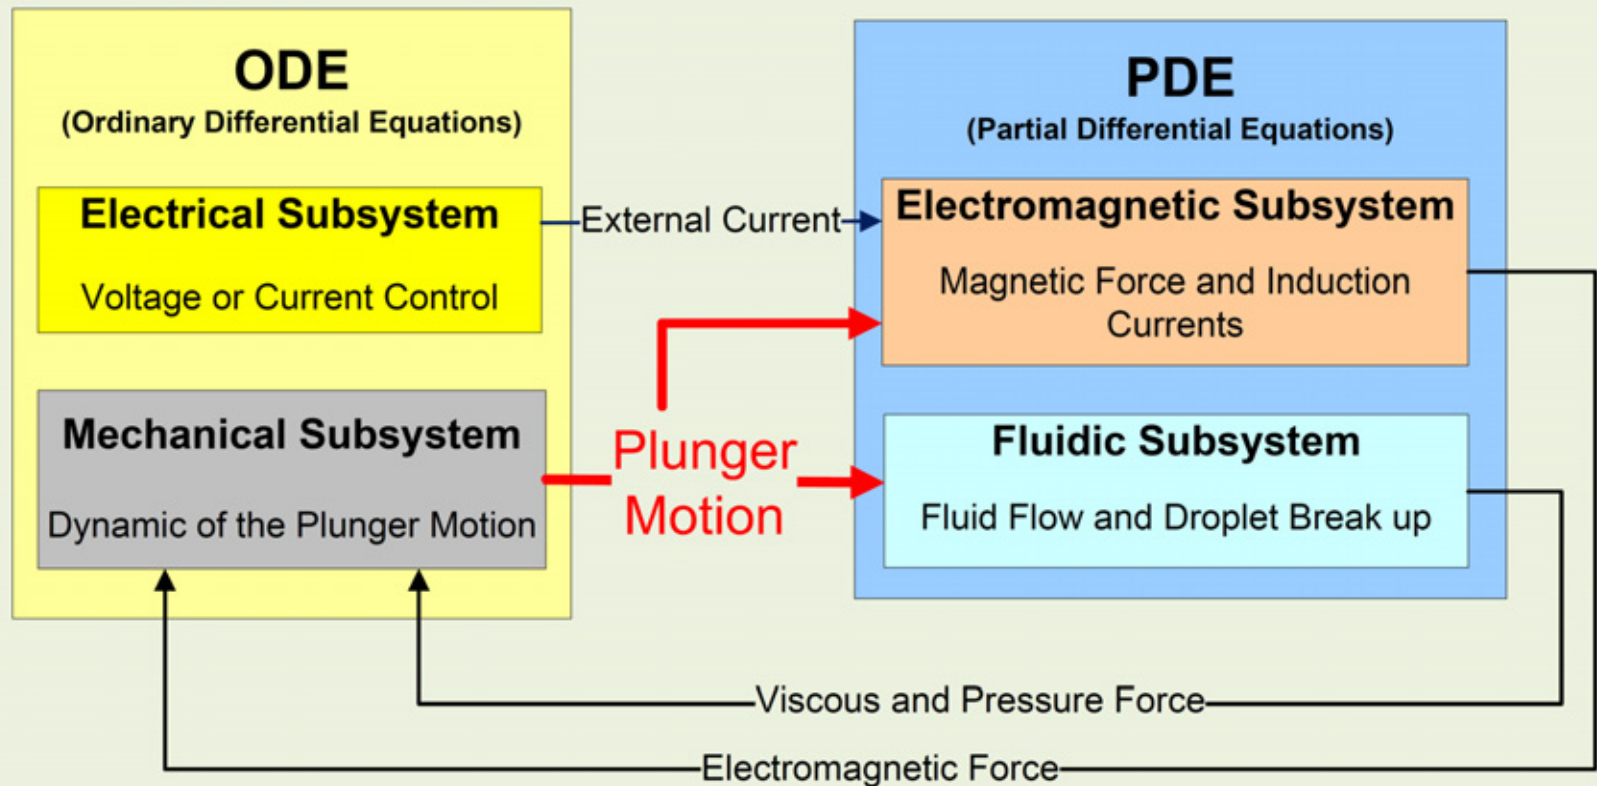 ODE
(Ordinary Differential Equations)
Electrical Subsystem
Voltage or Current Control
Mechanical Subsystem
Dynamic of the Plunger Motion
External Current
Plunger
Motion
PDE
(Partial Differential Equations)
Electromagnetic Subsystem
Magnetic Force and Induction
Currents
Fluidic Subsystem
Fluid Flow and Droplet Break up
Viscous and Pressure Force
Electromagnetic Force